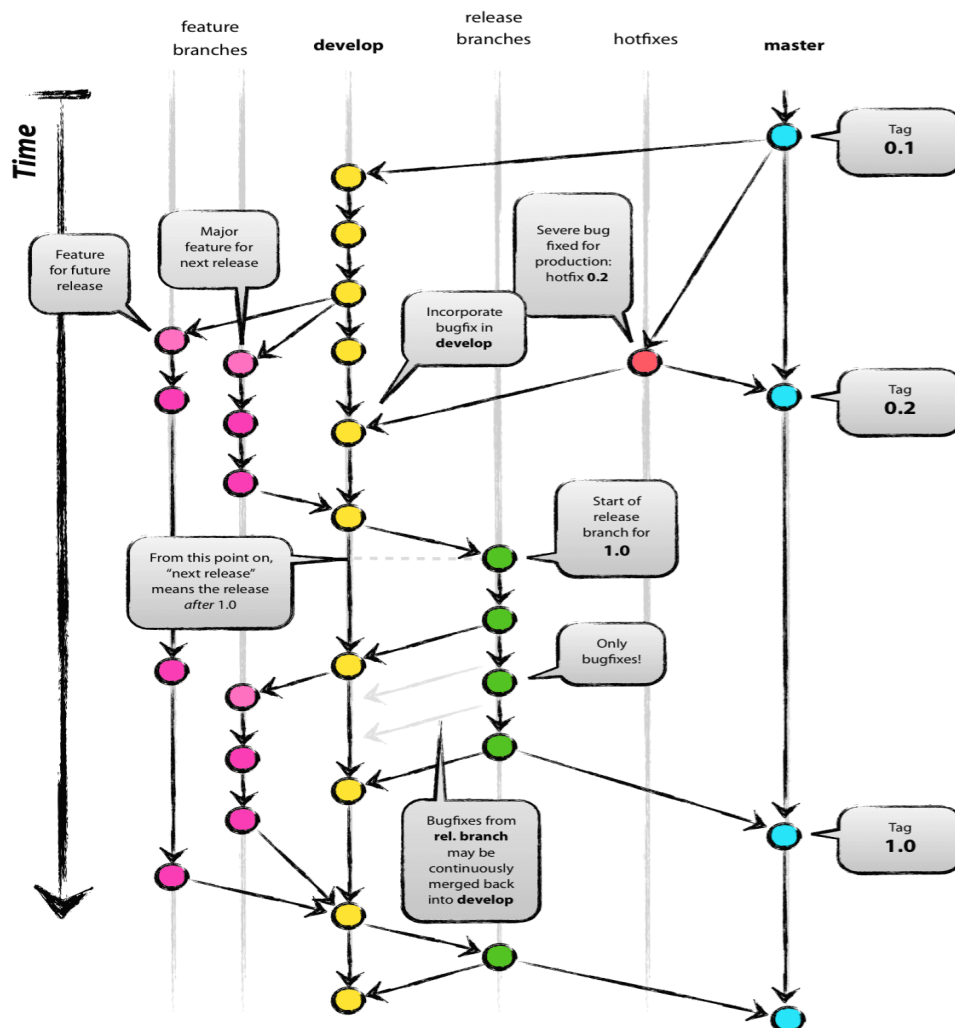 feature
branches
develop
release
branches
hotfixes
master
Time
Tag
0.1
Feature
for future
release
Major
feature for
next release
Severe bug
fixed for
production:
hotfix 0.2
Incorporate
bugfix in
develop
Tag
0.2
Start of
release
branch for
1.0
From this point on,
“next release”
means the release
after 1.0
Only
bugfixes!
Bugfixes from
rel. branch
may be
continuously
merged back
into develop
Tag
1.0